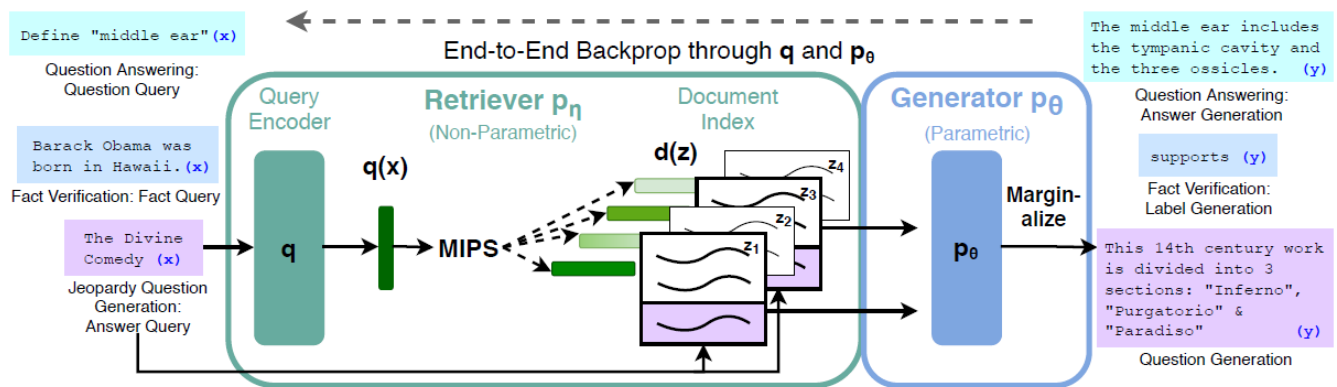 End-to-End Backprop through q and pθ
Define "middle ear"(x)
Question Answering:
Question Query
Barack Obama was
born in Hawaii.(x)
Fact Verification: Fact Query
The Divine
Comedy (x)
Jeopardy Question
Generation:
Answer Query
Query
Encoder
q
q(x)
Retriever pη
(Non-Parametric)
MIPS
Document
Index
d(z)
z4
z3
z2
z1
Generator pθ
(Parametric)
pθ
Margin-
alize
The middle ear includes
the tympanic cavity and
the three ossicles. (y)
Question Answering:
Answer Generation
supports (y)
Fact Verification:
Label Generation
This 14th century work
is divided into 3
sections: "Inferno",
"Purgatorio" &
"Paradiso" (y)
Question Generation